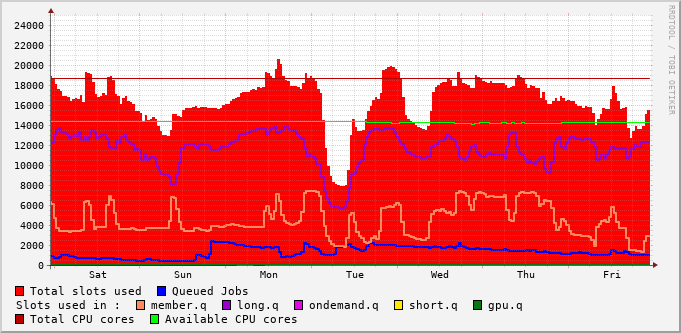 RRDTOOL / TOBI OETIKER
24000
22000
20000
18000
16000
14000
12000
10000
8000
6000
4000
2000
0
Sat Sun Mon Tue Wed Thu Fri
Total slots used Queued Jobs
Slots used in : member.q long.q ondemand.q short.q gpu.q
Total CPU cores Available CPU cores